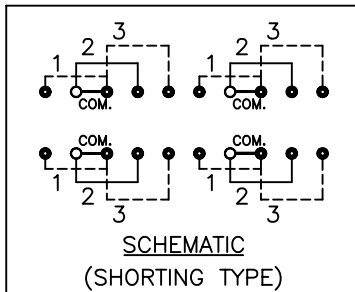 3 3
2 2
1 1
COM. COM.
COM. COM.
1 1
2 2
3 3
SCHEMATIC
(SHORTING TYPE)